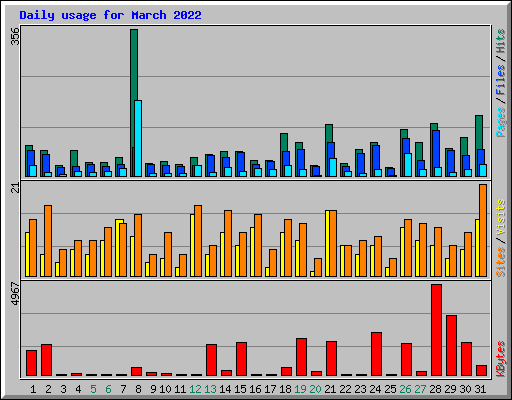 Daily usage for March 2022
356
21
4967
Pages / Files / Hits
Sites / Visits
KBytes
1 2 3 4 5 6 7 8 9 10 11 12 13 14 15 16 17 18 19 20 21 22 23 24 25 26 27 28 29 30 31